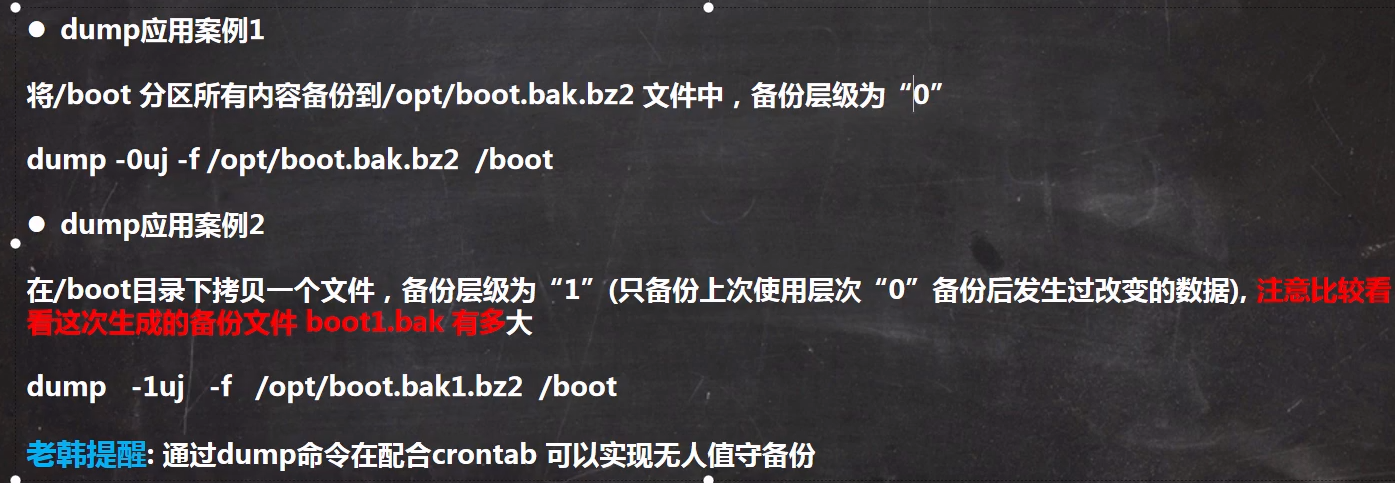 ● dump应用案例1
将/boot 分区所有内容备份到/opt/boot.bak.bz2 文件中，备份层级为“0”
dump -0uj -f /opt/boot.bak.bz2 /boot
● dump应用案例2
在/boot目录下拷贝一个文件，备份层级为“1”(只备份上次使用层次“0”备份后发生过改变的数据), 注意比较看
看这次生成的备份文件 boot1.bak 有多大
dump -1uj -f /opt/boot.bak1.bz2 /boot
老韩提醒: 通过dump命令在配合crontab 可以实现无人值守备份